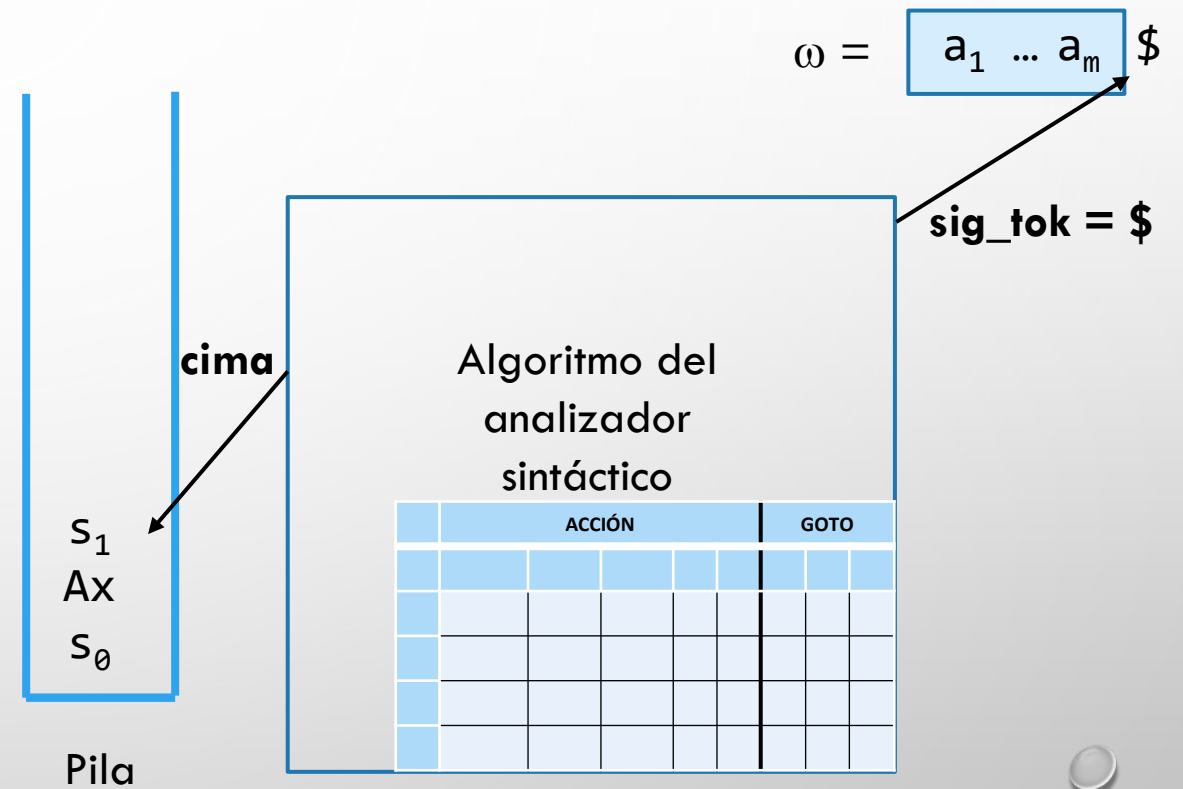 ω = a₁ … aₘ $
sig_tok = $
cima
Algoritmo del
analizador
sintáctico
ACCIÓN GOTO
s₁
Ax
s₀
Pila